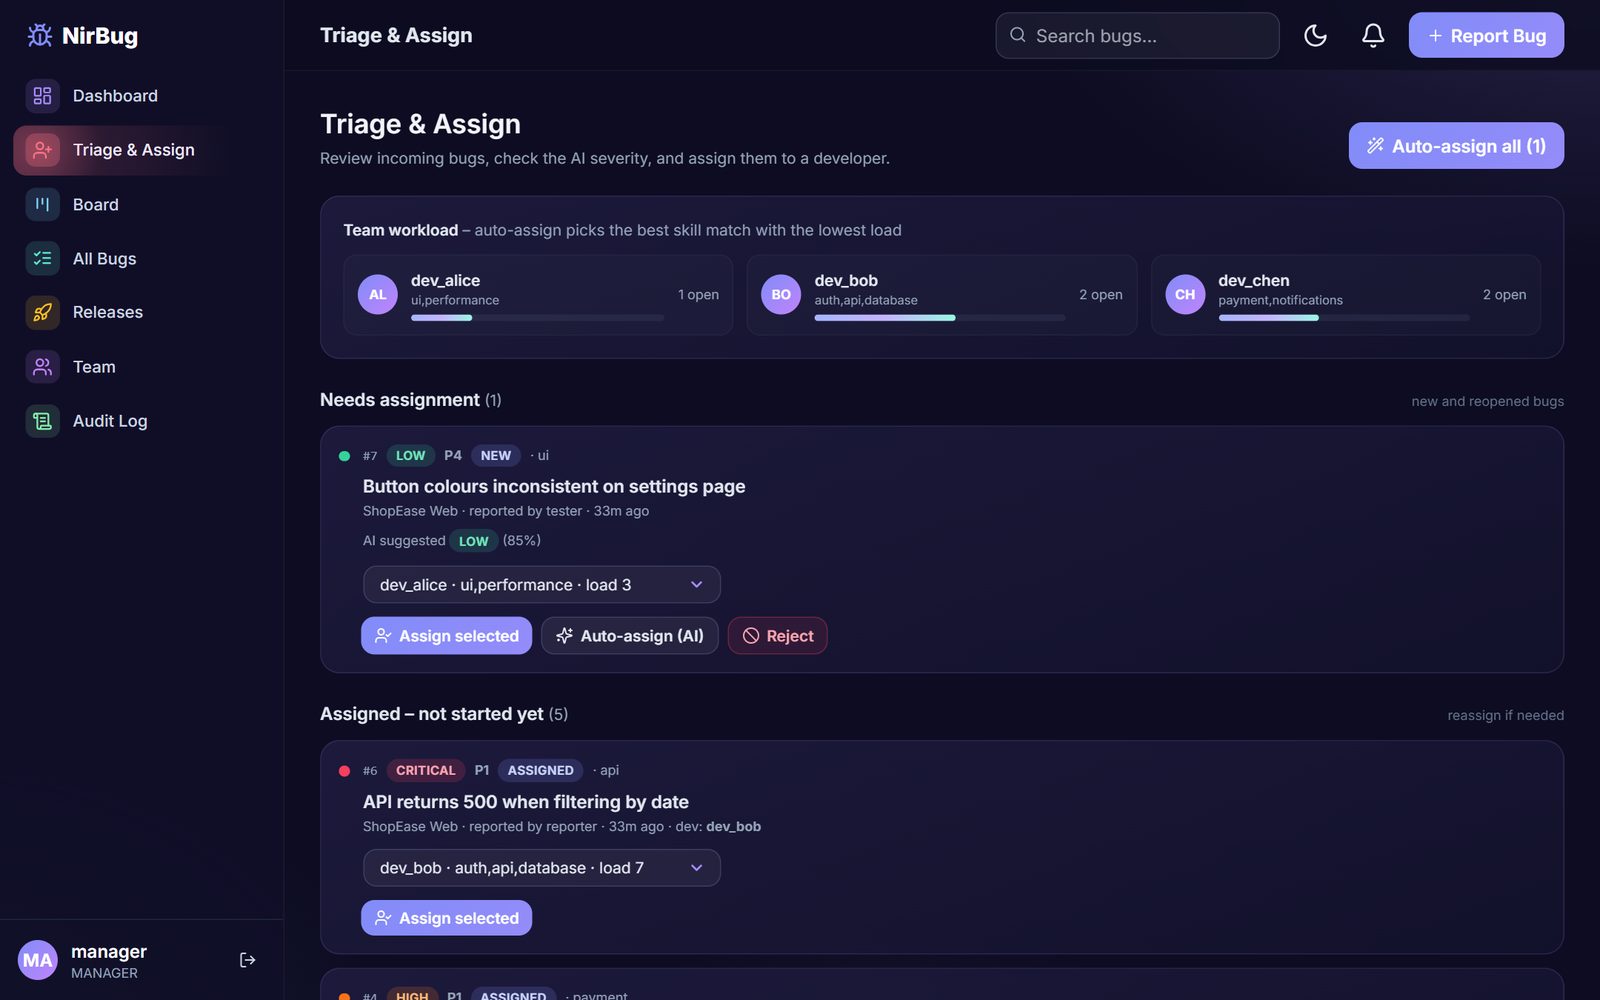 NirBug
Dashboard
Triage & Assign
Board
All Bugs
Releases
Team
Audit Log
MA
manager
MANAGER
Triage & Assign
Search bugs...
+ Report Bug
Triage & Assign
Review incoming bugs, check the AI severity, and assign them to a developer.
Auto-assign all (1)
Team workload – auto-assign picks the best skill match with the lowest load
AL
dev_alice
ui,performance
1 open
BO
dev_bob
auth,api,database
2 open
CH
dev_chen
payment,notifications
2 open
Needs assignment (1)
new and reopened bugs
#7 LOW P4 NEW · ui
Button colours inconsistent on settings page
ShopEase Web · reported by tester · 33m ago
AI suggested LOW (85%)
dev_alice · ui,performance · load 3
Assign selected
Auto-assign (AI)
Reject
Assigned – not started yet (5)
reassign if needed
#6 CRITICAL P1 ASSIGNED · api
API returns 500 when filtering by date
ShopEase Web · reported by reporter · 33m ago · dev: dev_bob
dev_bob · auth,api,database · load 7
Assign selected
#4 HIGH P1 ASSIGNED · payment